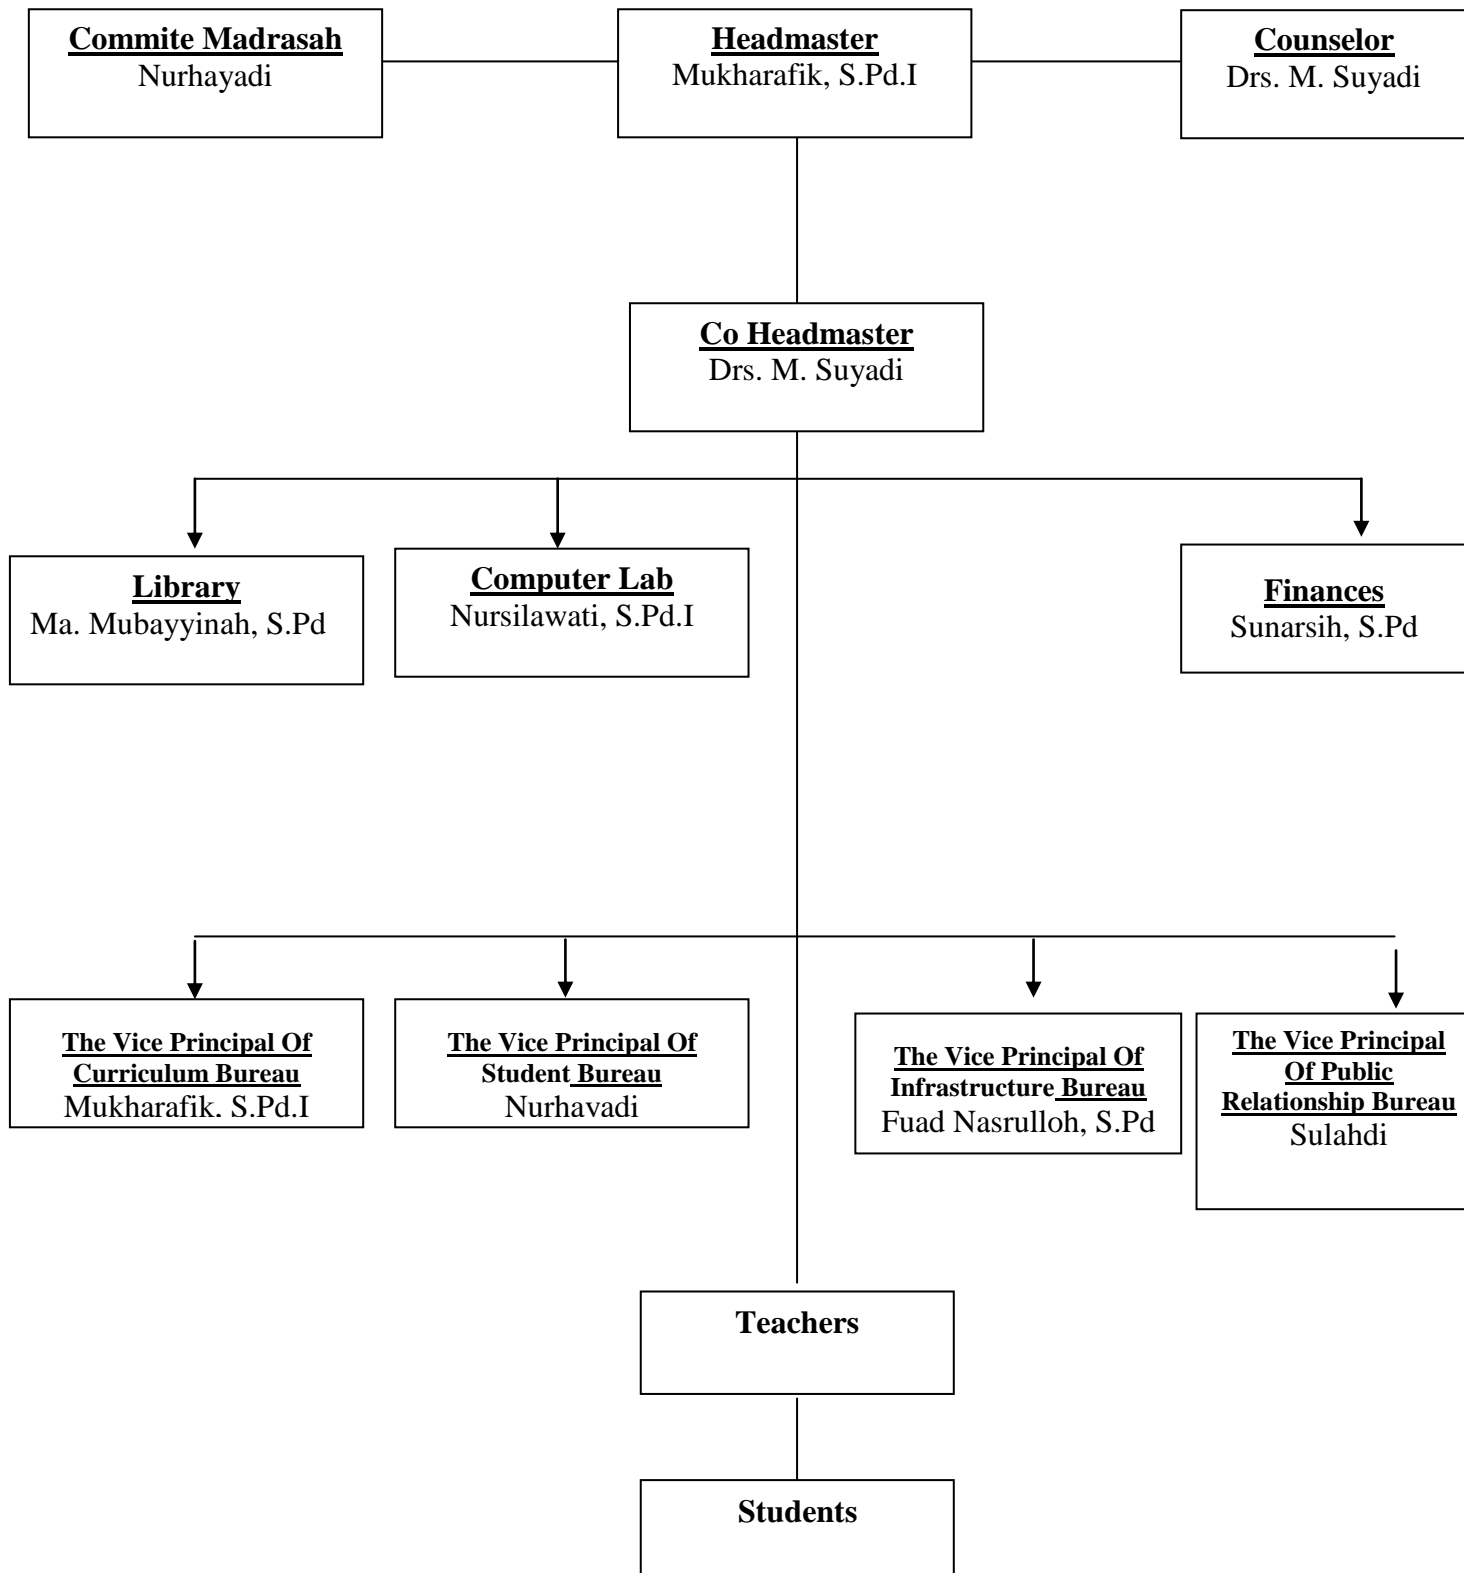 Commite Madrasah
Nurhayadi
Headmaster
Mukharafik, S.Pd.I
Counselor
Drs. M. Suyadi
Co Headmaster
Drs. M. Suyadi
Library
Ma. Mubayyinah, S.Pd
Computer Lab
Nursilawati, S.Pd.I
Finances
Sunarsih, S.Pd
The Vice Principal Of
Curriculum Bureau
Mukharafik. S.Pd.I
The Vice Principal Of
Student Bureau
Nurhavadi
The Vice Principal Of
Infrastructure Bureau
Fuad Nasrulloh, S.Pd
The Vice Principal
Of Public
Relationship Bureau
Sulahdi
Teachers
Students